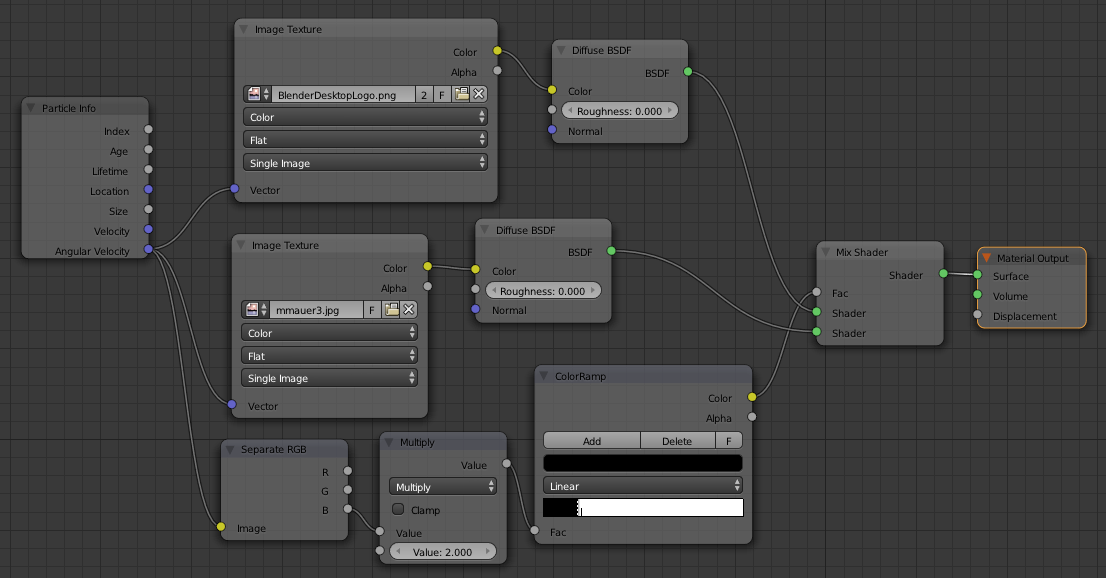 Particle Info
Index
Age
Lifetime
Location
Size
Velocity
Angular Velocity
Image Texture
Color
Alpha
BlenderDesktopLogo.png 2 F
Color
Flat
Single Image
Vector
Diffuse BSDF
BSDF
Color
Roughness: 0.000
Normal
Image Texture
Color
Alpha
mmauer3.jpg F
Color
Flat
Single Image
Vector
Diffuse BSDF
BSDF
Color
Roughness: 0.000
Normal
Separate RGB
R
G
B
Image
Multiply
Value
Multiply
Clamp
Value
Value: 2.000
ColorRamp
Color
Alpha
Add Delete F
Linear
Fac
Mix Shader
Shader
Fac
Shader
Shader
Material Output
Surface
Volume
Displacement